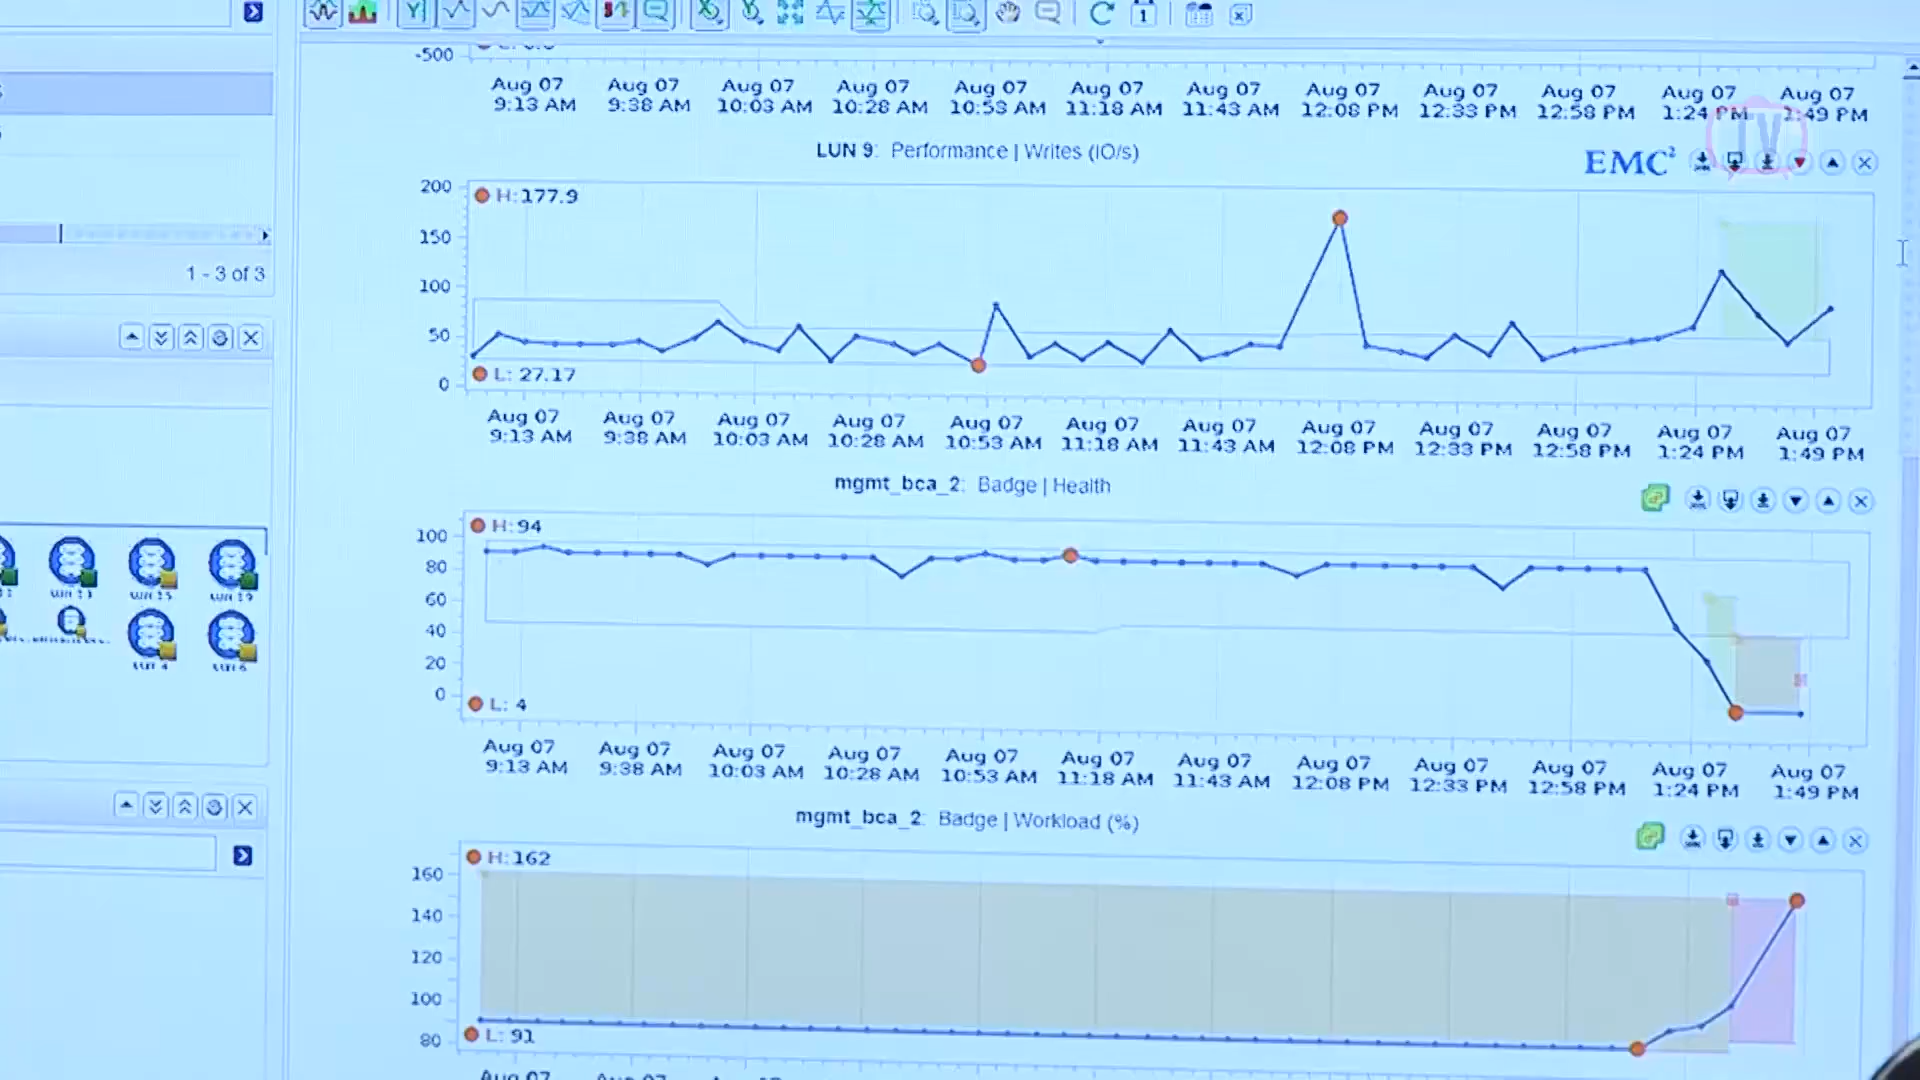 -500
Aug 07 Aug 07 Aug 07 Aug 07 Aug 07 Aug 07 Aug 07 Aug 07 Aug 07 Aug 07 Aug 07 Aug 07
9:13 AM 9:38 AM 10:03 AM 10:28 AM 10:53 AM 11:18 AM 11:43 AM 12:08 PM 12:33 PM 12:58 PM 1:24 PM 1:49 PM
TV
LUN 9: Performance | Writes (IO/s)
EMC²
200
H:177.9
150
100
50
L: 27.17
0
Aug 07 Aug 07 Aug 07 Aug 07 Aug 07 Aug 07 Aug 07 Aug 07 Aug 07 Aug 07 Aug 07 Aug 07
9:13 AM 9:38 AM 10:03 AM 10:28 AM 10:53 AM 11:18 AM 11:43 AM 12:08 PM 12:33 PM 12:58 PM 1:24 PM 1:49 PM
mgmt_bca_2: Badge | Health
H:94
100
80
60
40
20
0
L: 4
Aug 07 Aug 07 Aug 07 Aug 07 Aug 07 Aug 07 Aug 07 Aug 07 Aug 07 Aug 07 Aug 07 Aug 07
9:13 AM 9:38 AM 10:03 AM 10:28 AM 10:53 AM 11:18 AM 11:43 AM 12:08 PM 12:33 PM 12:58 PM 1:24 PM 1:49 PM
mgmt_bca_2: Badge | Workload (%)
H:162
160
140
120
100
L: 91
80
Aug 07 Aug 07
1 - 3 of 3
LUN 4 LUN 6